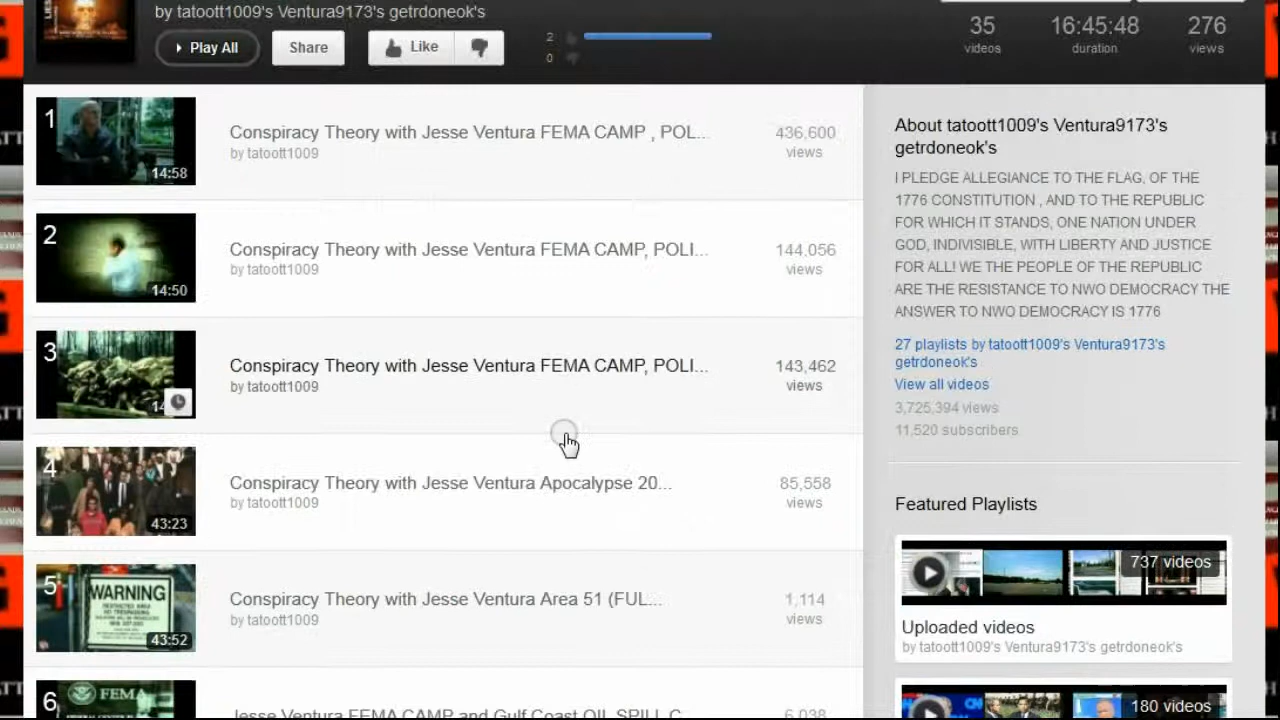 by tatoott1009's Ventura9173's getrdoneok's
Play All
Share
Like
2
0
35
videos
16:45:48
duration
276
views
1
14:58
Conspiracy Theory with Jesse Ventura FEMA CAMP , POL...
by tatoott1009
436,600
views
2
14:50
Conspiracy Theory with Jesse Ventura FEMA CAMP, POLI...
by tatoott1009
144,056
views
3
Conspiracy Theory with Jesse Ventura FEMA CAMP, POLI...
by tatoott1009
143,462
views
4
43:23
Conspiracy Theory with Jesse Ventura Apocalypse 20...
by tatoott1009
85,558
views
5
WARNING
43:52
Conspiracy Theory with Jesse Ventura Area 51 (FUL...
by tatoott1009
1,114
views
6
FEMA
Jesse Ventura FEMA CAMP and Gulf Coast OIL SPILL C...
6,038
About tatoott1009's Ventura9173's
getrdoneok's
I PLEDGE ALLEGIANCE TO THE FLAG, OF THE
1776 CONSTITUTION , AND TO THE REPUBLIC
FOR WHICH IT STANDS, ONE NATION UNDER
GOD, INDIVISIBLE, WITH LIBERTY AND JUSTICE
FOR ALL! WE THE PEOPLE OF THE REPUBLIC
ARE THE RESISTANCE TO NWO DEMOCRACY THE
ANSWER TO NWO DEMOCRACY IS 1776
27 playlists by tatoott1009's Ventura9173's
getrdoneok's
View all videos
3,725,394 views
11,520 subscribers
Featured Playlists
737 videos
Uploaded videos
by tatoott1009's Ventura9173's getrdoneok's
180 videos